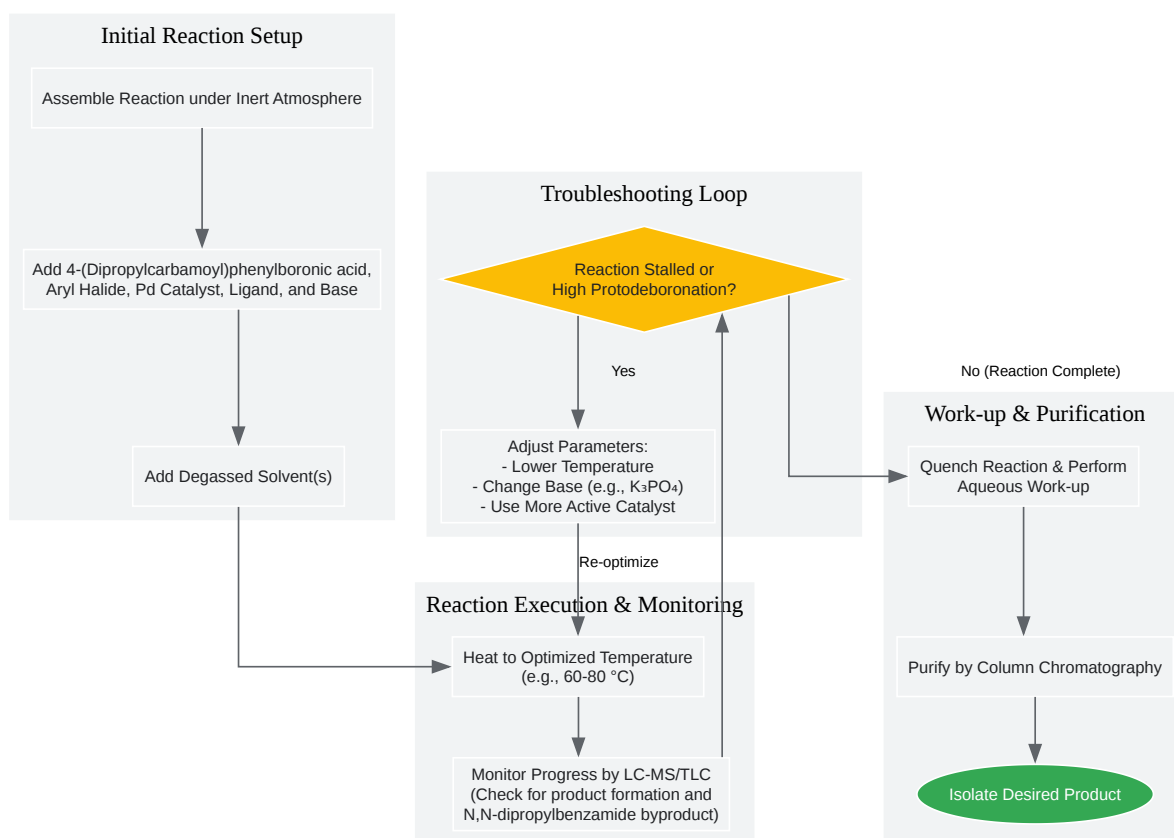 Initial Reaction Setup
Assemble Reaction under Inert Atmosphere
Add 4-(Dipropylcarbamoyl)phenylboronic acid,
Aryl Halide, Pd Catalyst, Ligand, and Base
Add Degassed Solvent(s)
Troubleshooting Loop
Reaction Stalled or
High Protodeboronation?
Yes
Adjust Parameters:
- Lower Temperature
- Change Base (e.g., K₃PO₄)
- Use More Active Catalyst
Re-optimize
Reaction Execution & Monitoring
Heat to Optimized Temperature
(e.g., 60-80 °C)
Monitor Progress by LC-MS/TLC
(Check for product formation and
N,N-dipropylbenzamide byproduct)
No (Reaction Complete)
Work-up & Purification
Quench Reaction & Perform
Aqueous Work-up
Purify by Column Chromatography
Isolate Desired Product